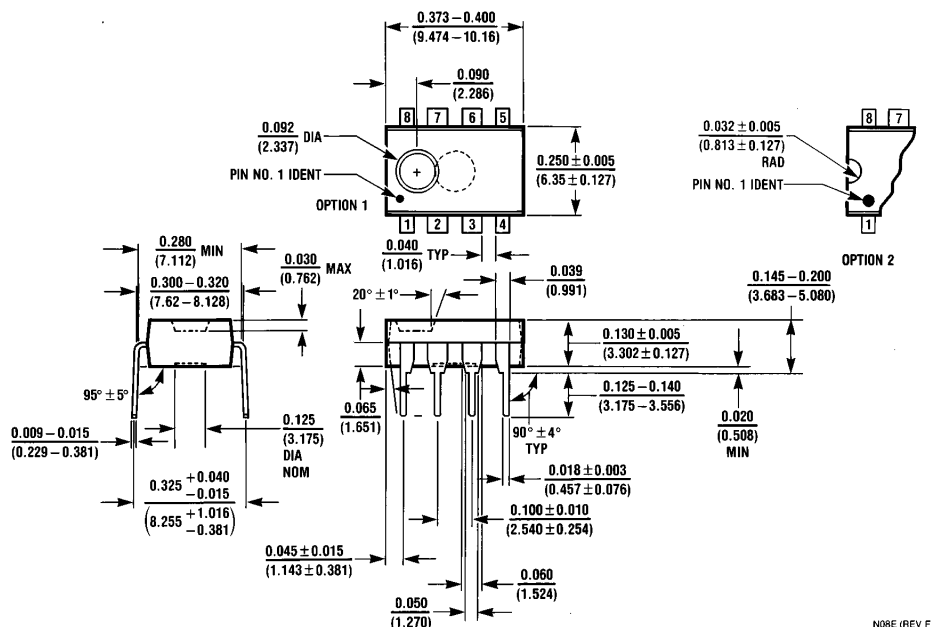 0.373 – 0.400
(9.474 – 10.16)
0.090
(2.286)
8 7 6 5
0.092 DIA
(2.337)
PIN NO. 1 IDENT
+
OPTION 1
1 2 3 4
0.250 ± 0.005
(6.35 ± 0.127)
0.032 ± 0.005
(0.813 ± 0.127)
RAD
PIN NO. 1 IDENT
8 7
1
OPTION 2
0.280 MIN
(7.112)
0.300 – 0.320
(7.62 – 8.128)
0.030 MAX
(0.762)
0.040 TYP
(1.016)
0.039
(0.991)
20° ± 1°
0.145 – 0.200
(3.683 – 5.080)
0.130 ± 0.005
(3.302 ± 0.127)
0.125 – 0.140
(3.175 – 3.556)
0.020
(0.508)
MIN
95° ± 5°
0.009 – 0.015
(0.229 – 0.381)
0.125
(3.175)
DIA
NOM
0.065
(1.651)
90° ± 4°
TYP
0.018 ± 0.003
(0.457 ± 0.076)
0.325 +0.040
−0.015
(8.255 +1.016
−0.381)
0.100 ± 0.010
(2.540 ± 0.254)
0.045 ± 0.015
(1.143 ± 0.381)
0.060
(1.524)
0.050
(1.270)
N08E (REV F